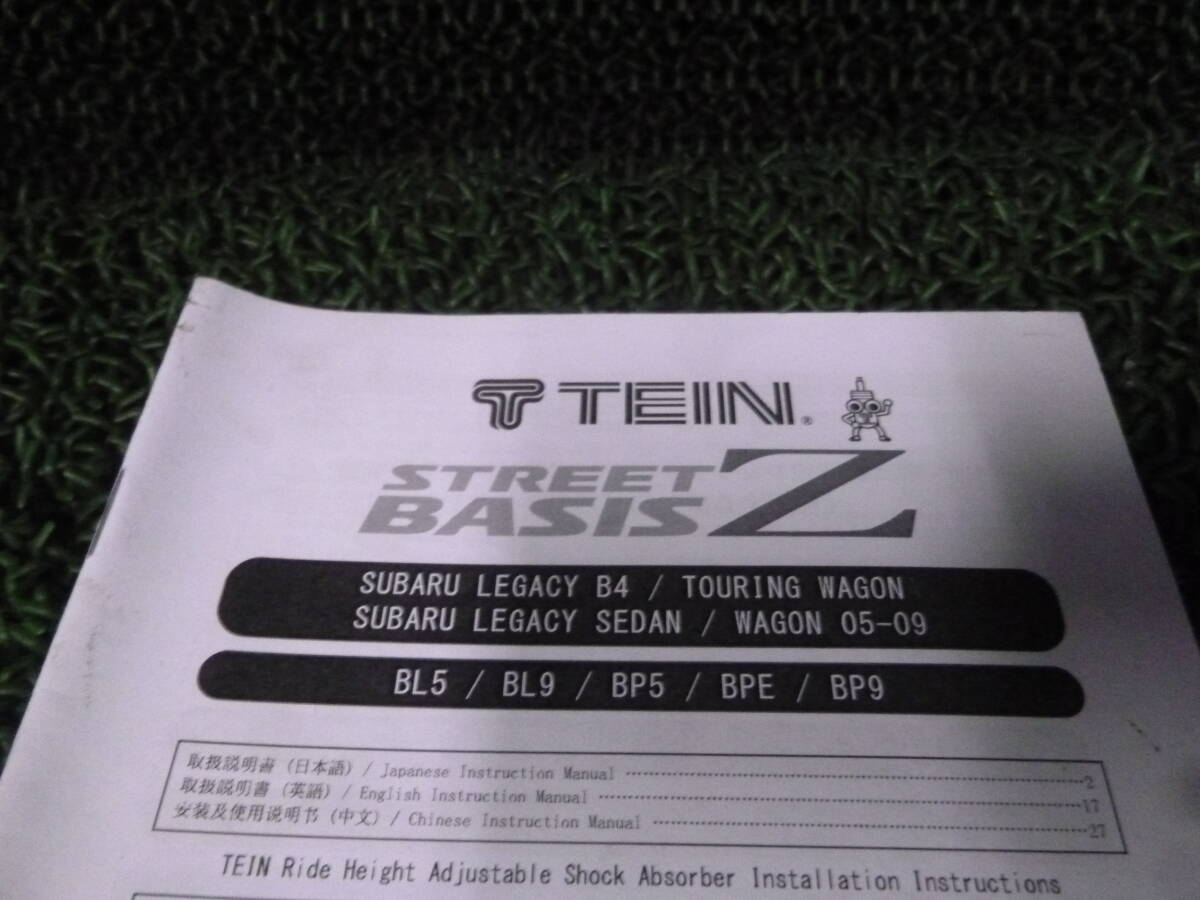 TEIN®
STREET
BASIS Z
SUBARU LEGACY B4 / TOURING WAGON
SUBARU LEGACY SEDAN / WAGON 05-09
BL5 / BL9 / BP5 / BPE / BP9
取扱説明書 (日本語) / Japanese Instruction Manual ........ 2
取扱説明書 (英語) / English Instruction Manual ........ 17
安装及使用说明书 (中文) / Chinese Instruction Manual ........ 27
TEIN Ride Height Adjustable Shock Absorber Installation Instructions